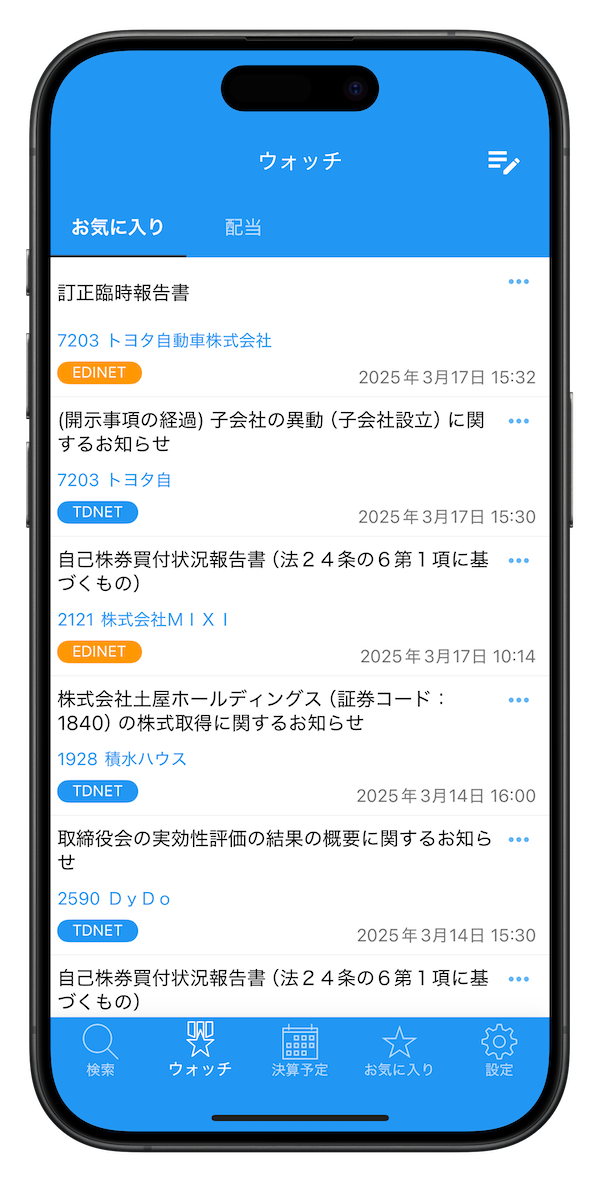 ウォッチ
お気に入り
配当
訂正臨時報告書
7203 トヨタ自動車株式会社
EDINET
2025年3月17日 15:32
(開示事項の経過) 子会社の異動（子会社設立）に関
するお知らせ
7203 トヨタ自
TDNET
2025年3月17日 15:30
自己株券買付状況報告書（法２４条の６第１項に基
づくもの）
2121 株式会社ＭＩＸＩ
EDINET
2025年3月17日 10:14
株式会社土屋ホールディングス（証券コード：
1840）の株式取得に関するお知らせ
1928 積水ハウス
TDNET
2025年3月14日 16:00
取締役会の実効性評価の結果の概要に関するお知ら
せ
2590 ＤｙＤｏ
TDNET
2025年3月14日 15:30
自己株券買付状況報告書（法２４条の６第１項に基
づくもの）
検索
ウォッチ
決算予定
お気に入り
設定